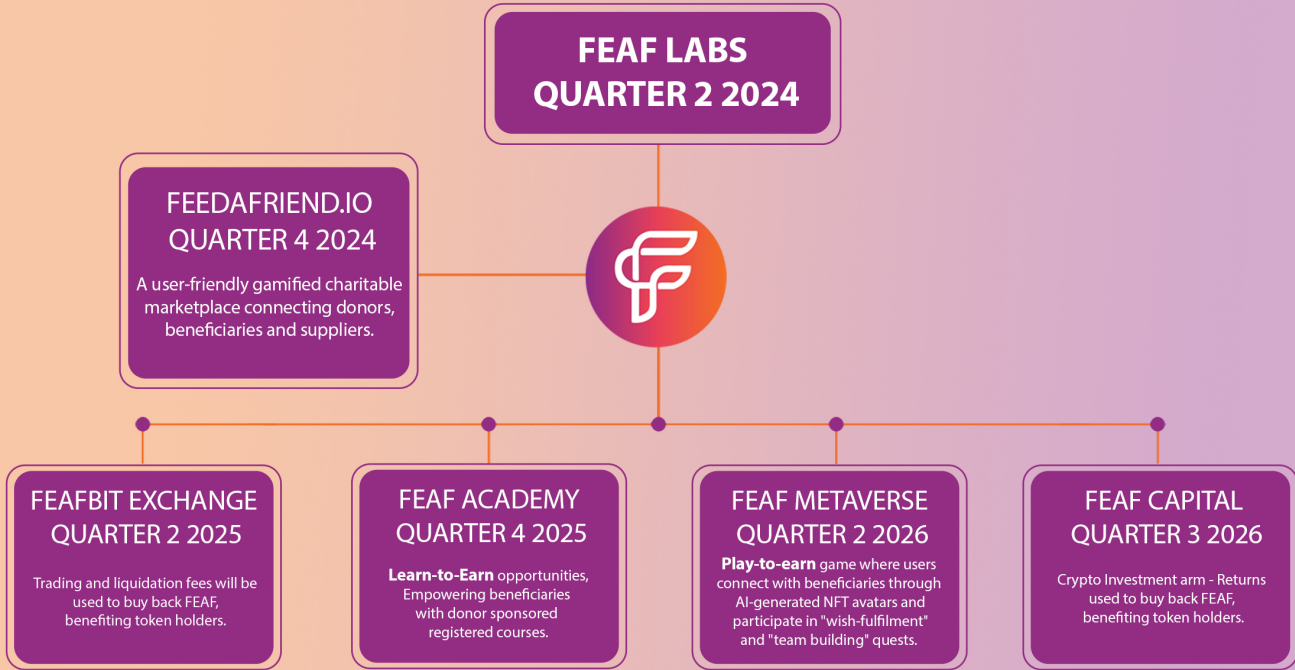 FEAF LABS
QUARTER 2 2024
FEEDAFRIEND.IO
QUARTER 4 2024
A user-friendly gamified charitable
marketplace connecting donors,
beneficiaries and suppliers.
FEAFBIT EXCHANGE
QUARTER 2 2025
Trading and liquidation fees will be
used to buy back FEAF,
benefiting token holders.
FEAF ACADEMY
QUARTER 4 2025
Learn-to-Earn opportunities,
Empowering beneficiaries
with donor sponsored
registered courses.
FEAF METAVERSE
QUARTER 2 2026
Play-to-earn game where users
connect with beneficiaries through
AI-generated NFT avatars and
participate in "wish-fulfilment"
and "team building" quests.
FEAF CAPITAL
QUARTER 3 2026
Crypto Investment arm - Returns
used to buy back FEAF,
benefiting token holders.